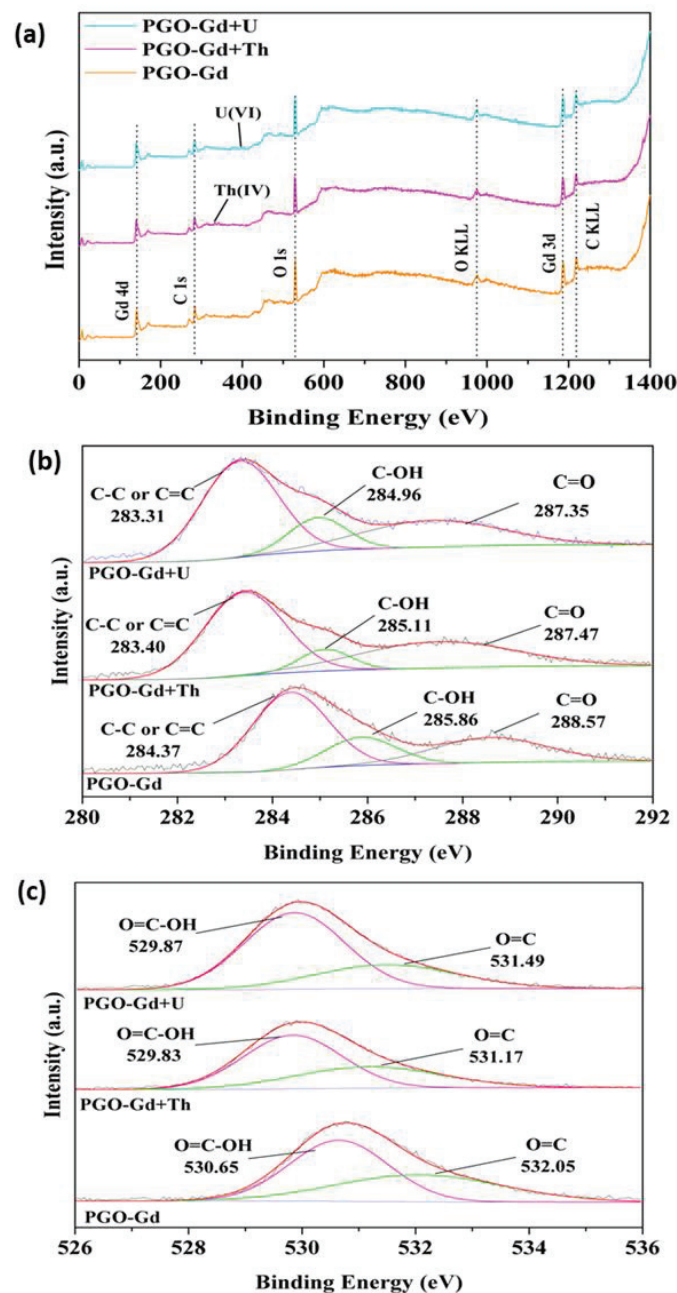 (a)
PGO-Gd+U
PGO-Gd+Th
PGO-Gd
U(VI)
Th(IV)
Gd 4d
C 1s
O 1s
O KLL
Gd 3d
C KLL
Intensity (a.u.)
0 200 400 600 800 1000 1200 1400
Binding Energy (eV)
(b)
C-C or C=C
283.31
C-OH
284.96
C=O
287.35
PGO-Gd+U
C-C or C=C
283.40
C-OH
285.11
C=O
287.47
PGO-Gd+Th
C-C or C=C
284.37
C-OH
285.86
C=O
288.57
PGO-Gd
Intensity (a.u.)
280 282 284 286 288 290 292
Binding Energy (eV)
(c)
O=C-OH
529.87
O=C
531.49
PGO-Gd+U
O=C-OH
529.83
O=C
531.17
PGO-Gd+Th
O=C-OH
530.65
O=C
532.05
PGO-Gd
Intensity (a.u.)
526 528 530 532 534 536
Binding Energy (eV)